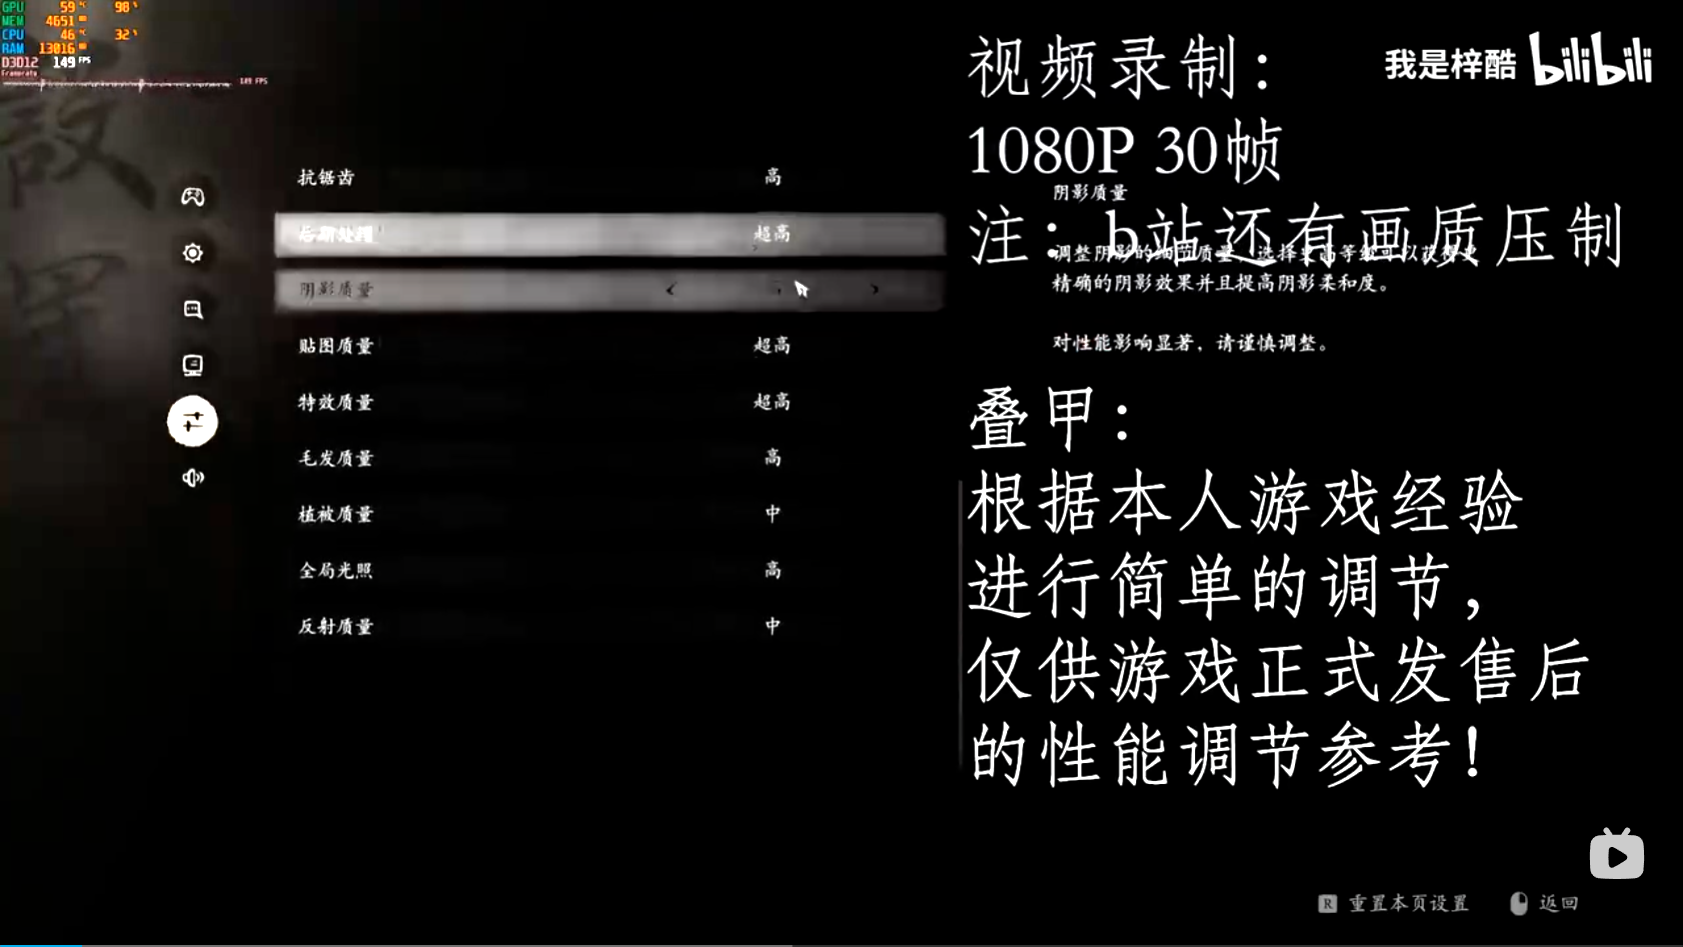 GPU 59 °C 98 %
MEM 4651 MB
CPU 46 °C 32 %
RAM 13016 MB
D3D12 149 FPS
Framerate
149 FPS
我是梓酷 bilibili
视频录制：
1080P 30帧
注：b站还有画质压制
抗锯齿 高
后期处理 超高
阴影质量
贴图质量 超高
特效质量 超高
毛发质量 高
植被质量 中
全局光照 高
反射质量 中
阴影质量
调整阴影的细节质量，选择更高等级可以获得更
精确的阴影效果并且提高阴影柔和度。
对性能影响显著，请谨慎调整。
叠甲：
根据本人游戏经验
进行简单的调节，
仅供游戏正式发售后
的性能调节参考！
R 重置本页设置 返回